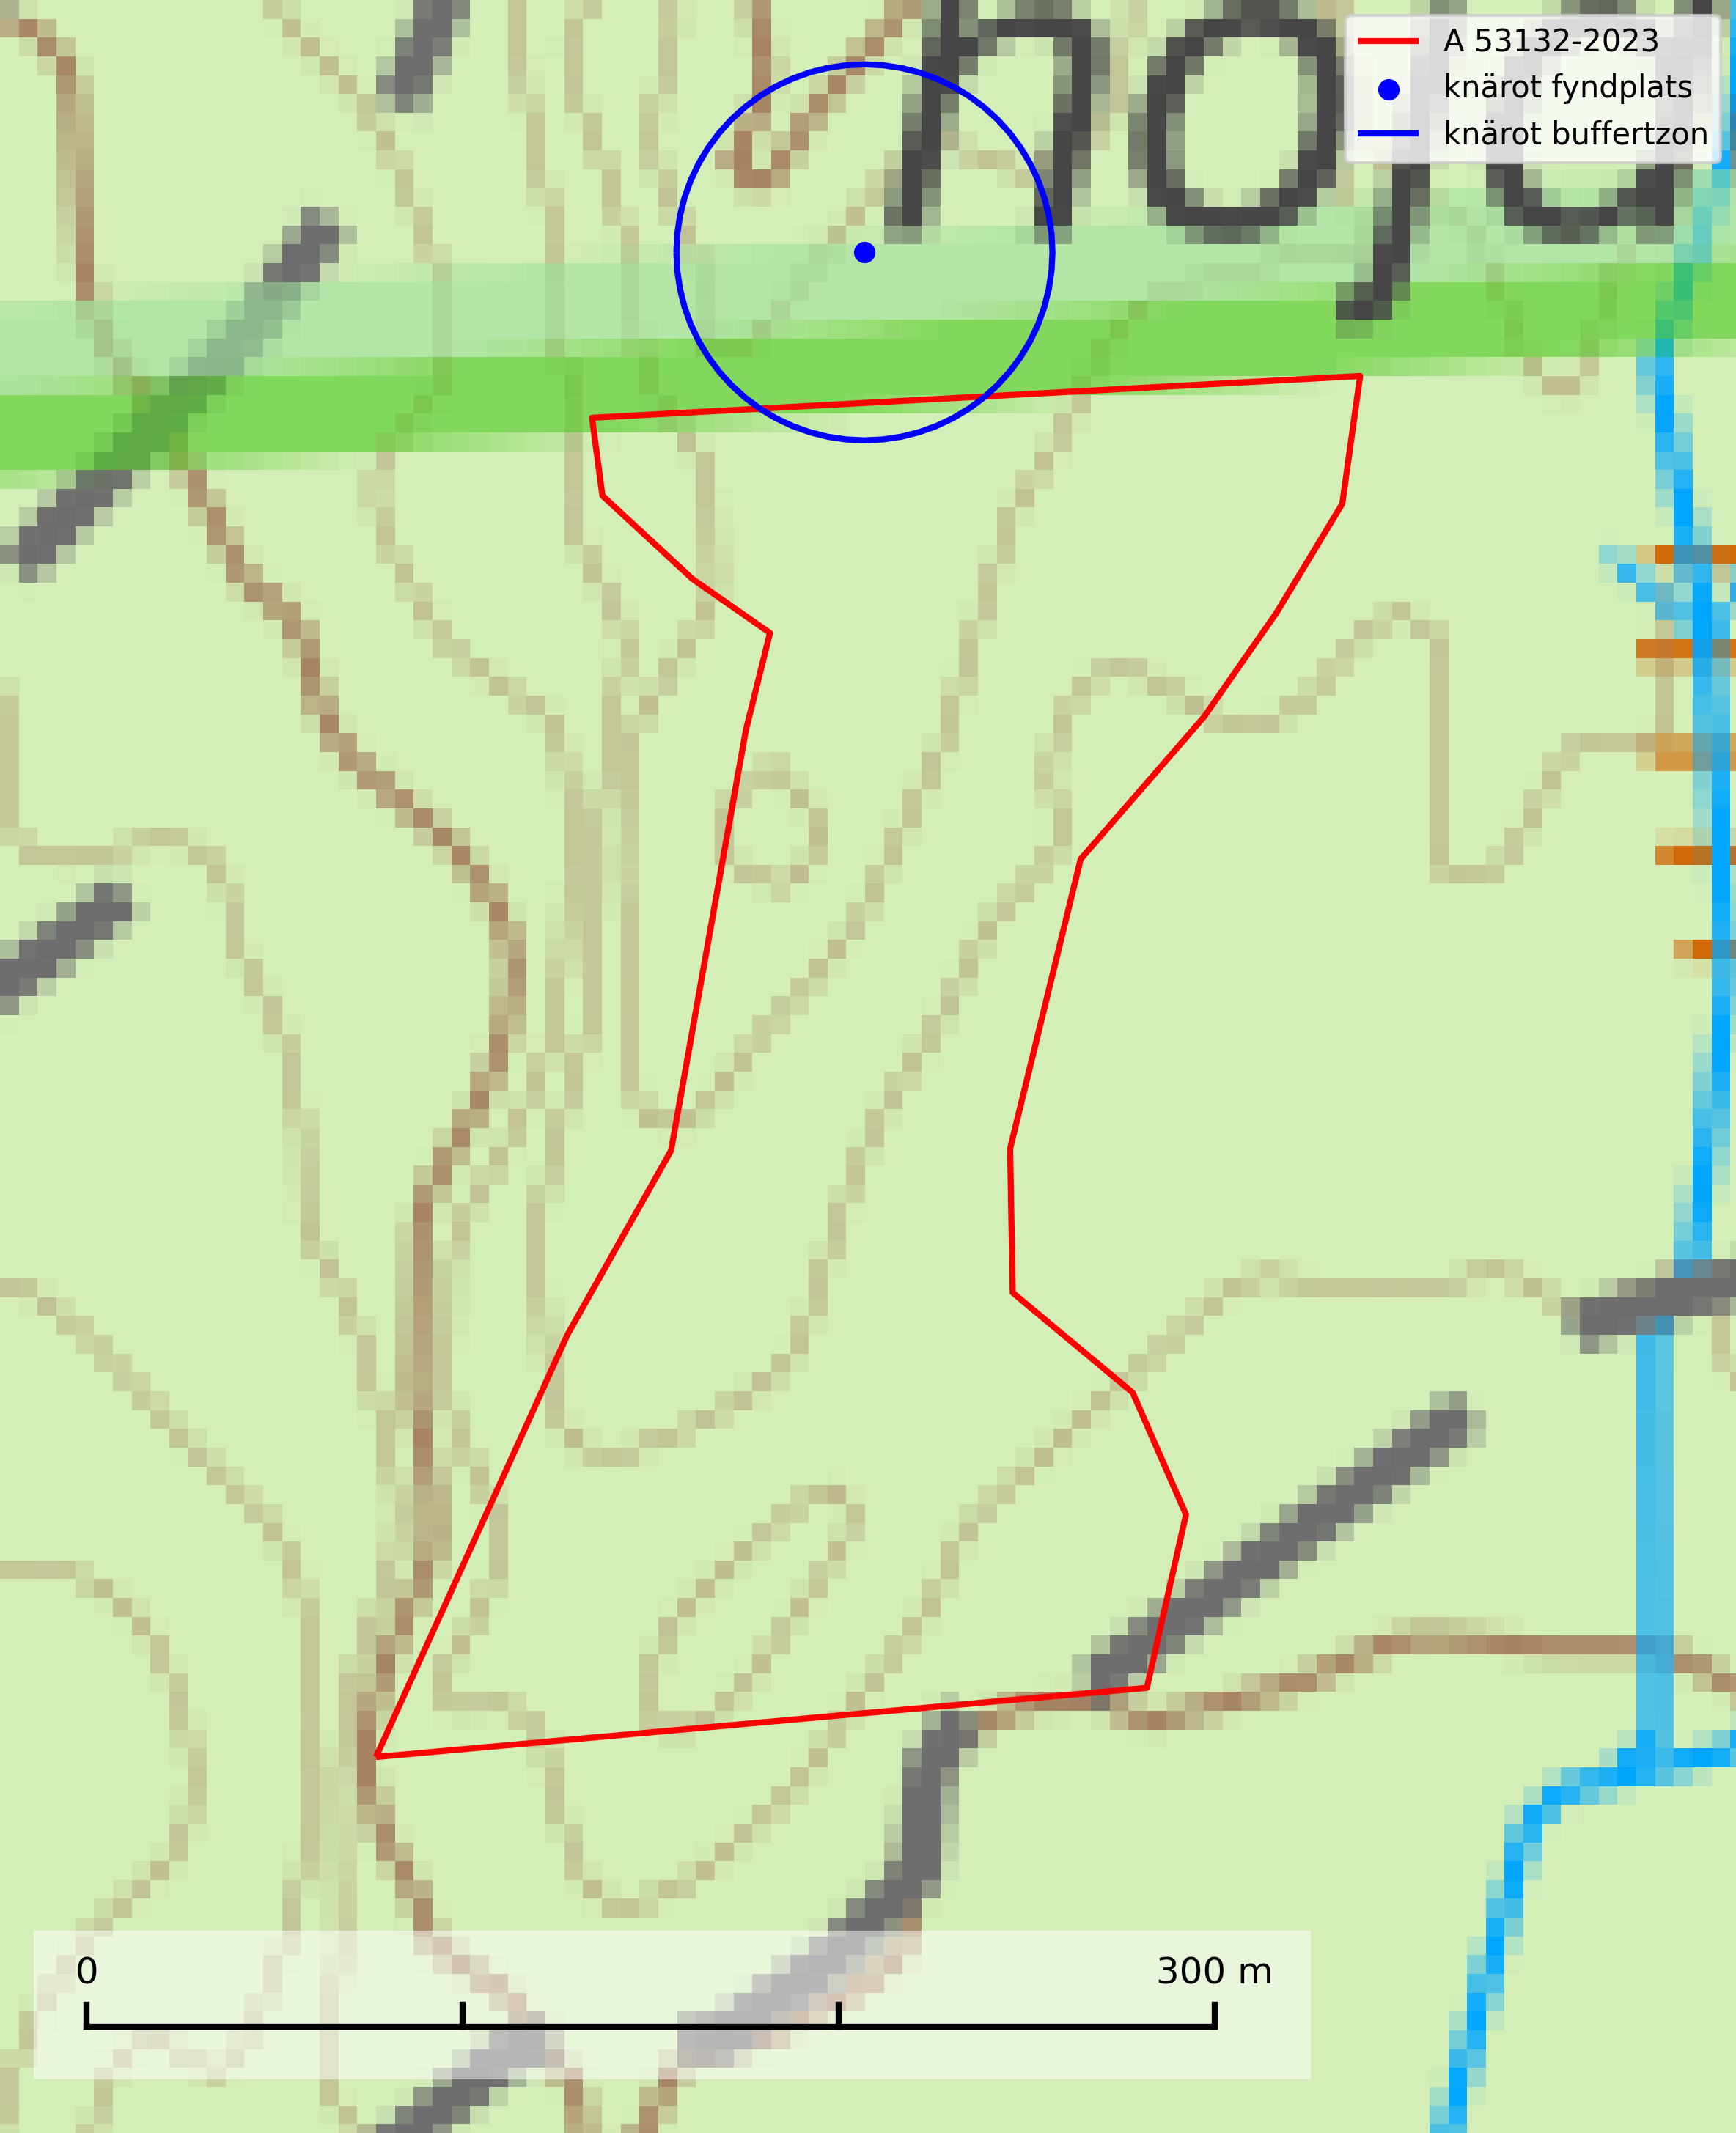 A 53132-2023
knärot fyndplats
knärot buffertzon
0
300 m